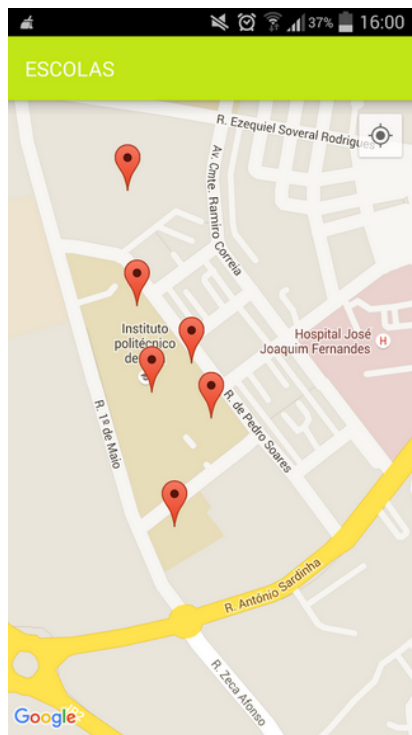 37% 16:00
ESCOLAS
R. Ezequiel Soveral Rodrigues
Av. Cmte. Ramiro Correia
Instituto
politécnico
de
Hospital José
Joaquim Fernandes
H
R. 1º de Maio
R. de Pedro Soares
R. António Sardinha
R. Zeca Afonso
Google
IP2